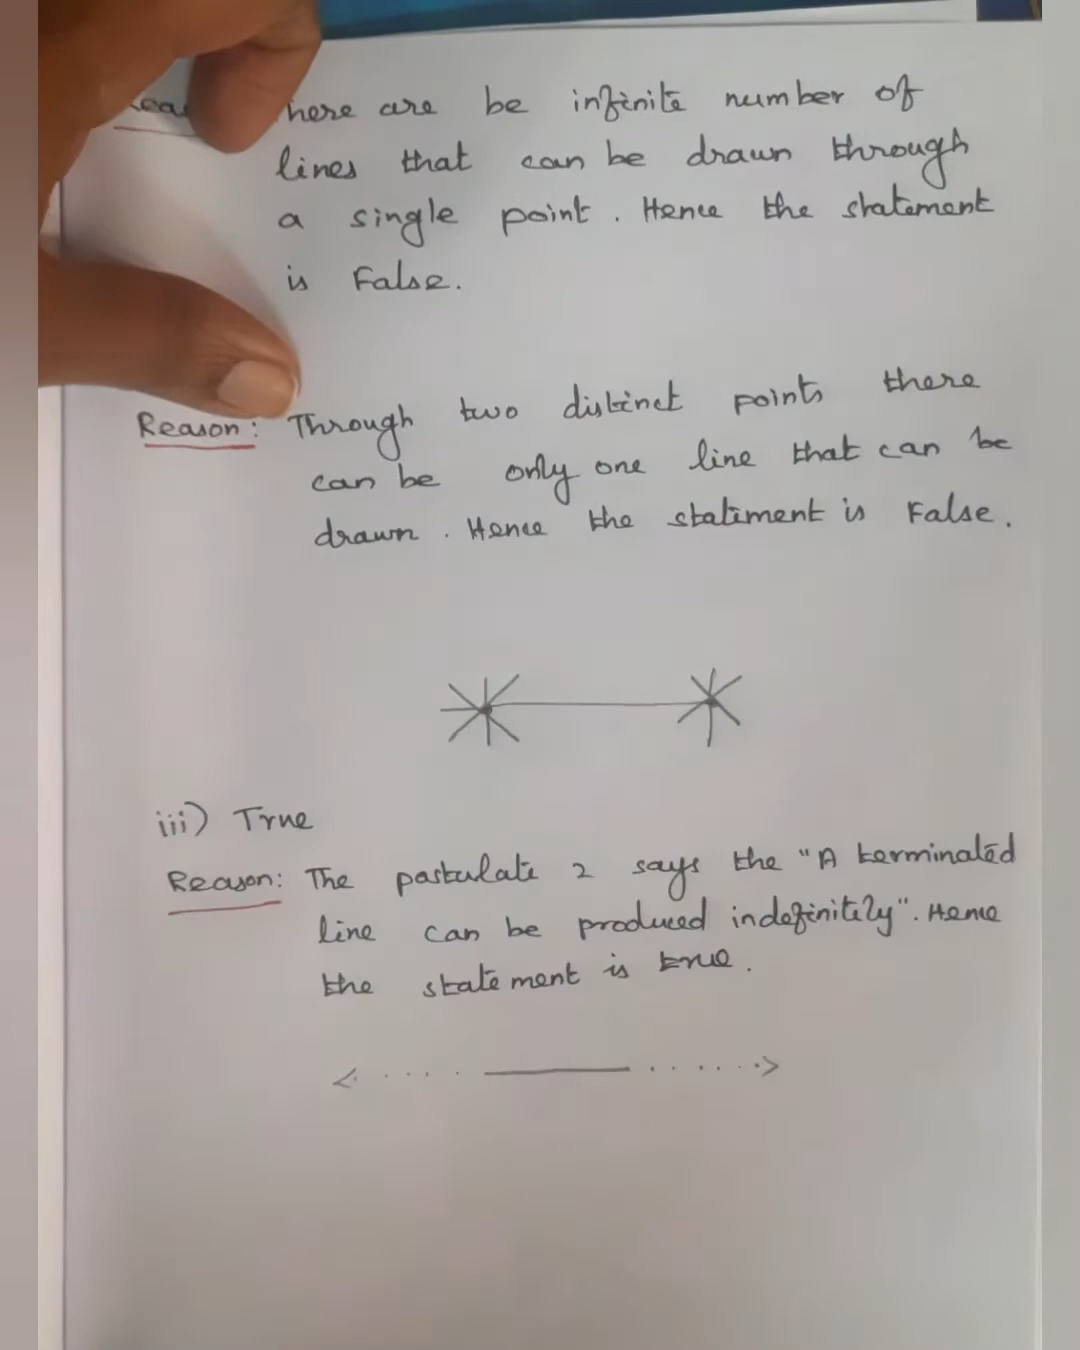 here are be infinite number of
lines that can be drawn through
a single point. Hence the statement
is False.
Reason: Through two distinct points there
can be only one line that can be
drawn. Hence the statiment is False.
iii) True
Reason: The pastulate 2 says the "A terminated
line can be produced indefinitely". Hence
the statement is true.